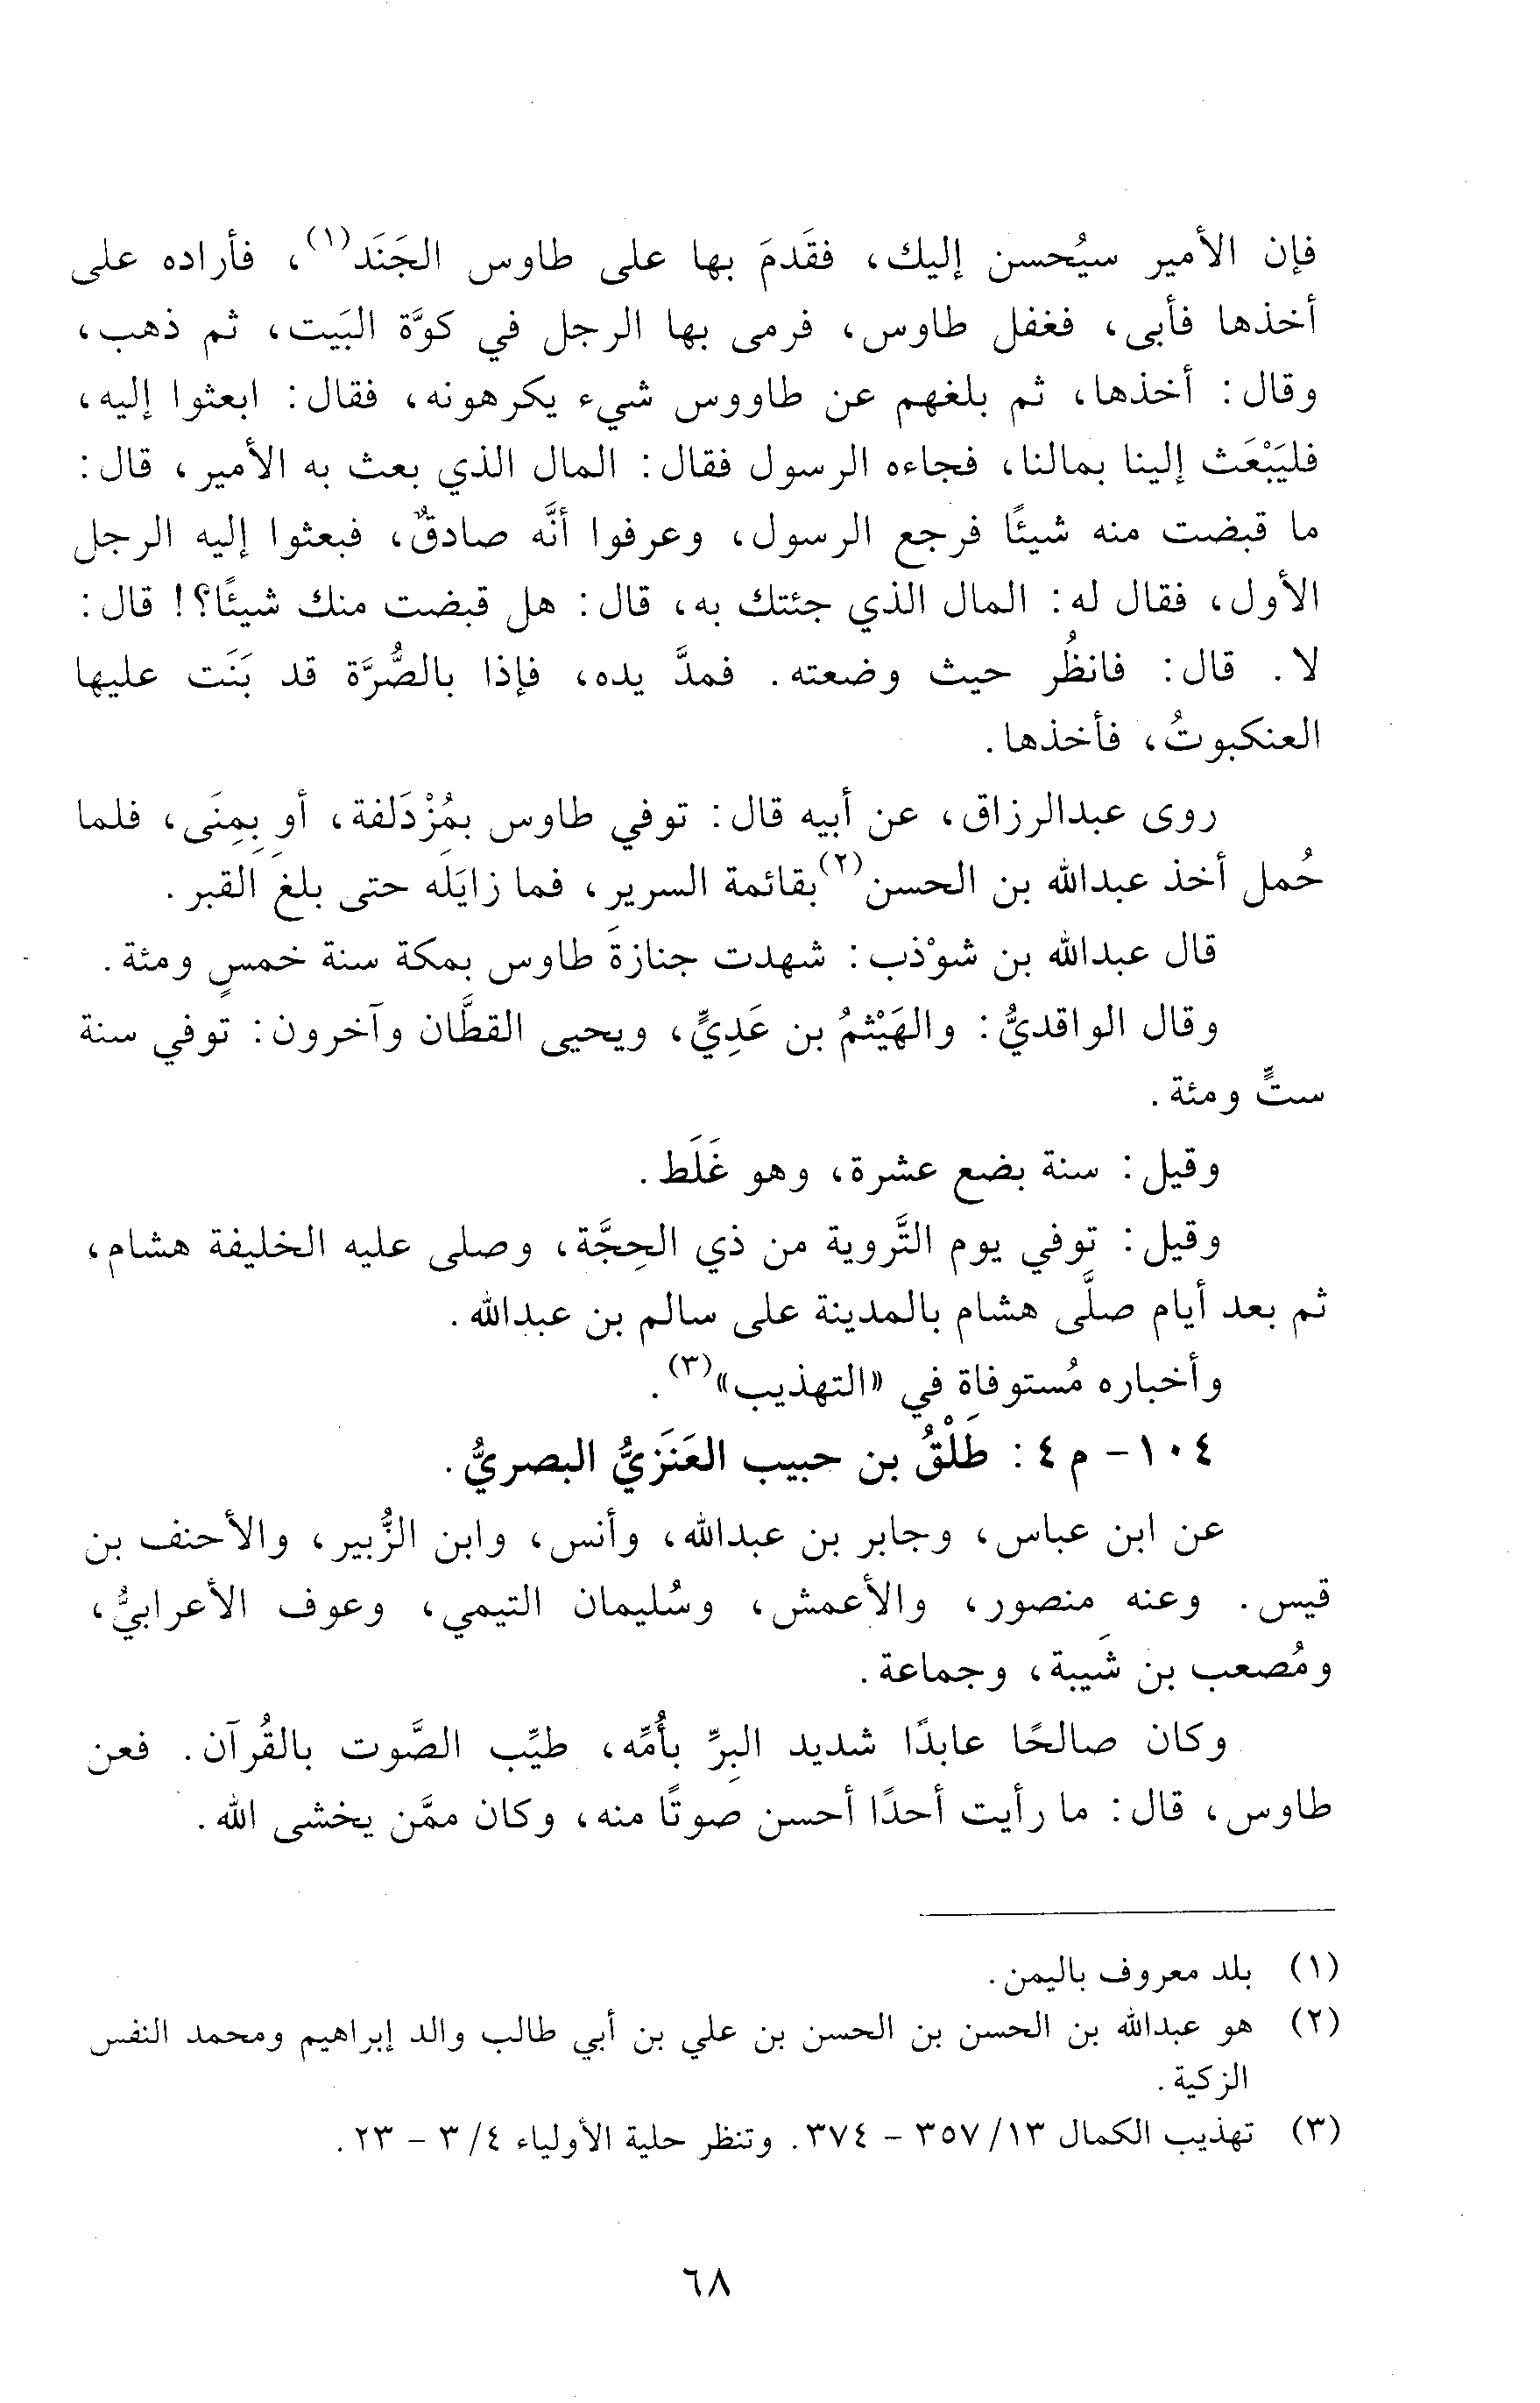 فإن الأمير سيُحسن إليك، فقَدمَ بها على طاوس الجَنَد(١)، فأراده على
أخذها فأبى، فغفل طاوس، فرمى بها الرجل في كوَّة البَيت، ثم ذهب،
وقال: أخذها، ثم بلغهم عن طاووس شيء يكرهونه، فقال: ابعثوا إليه،
فليَبْعَث إلينا بمالنا، فجاءه الرسول فقال: المال الذي بعث به الأمير، قال:
ما قبضت منه شيئًا فرجع الرسول، وعرفوا أنَّه صادقٌ، فبعثوا إليه الرجل
الأول، فقال له: المال الذي جئتك به، قال: هل قبضت منك شيئًا؟! قال:
لا. قال: فانظُر حيث وضعته. فمدَّ يده، فإذا بالصُّرَّة قد بَنَت عليها
العنكبوتُ، فأخذها.
روى عبدالرزاق، عن أبيه قال: توفي طاوس بمُزْدَلِفة، أو بِمِنَى، فلما
حُمل أخذ عبدالله بن الحسن(٢) بقائمة السرير، فما زايَلَه حتى بلغَ القبر.
قال عبدالله بن شوْذب: شهدت جنازةَ طاوس بمكة سنة خمسٍ ومئة.
وقال الواقديُّ: والهَيْثمُ بن عَدِيٍّ، ويحيى القطَّان وآخرون: توفي سنة
ستٍّ ومئة.
وقيل: سنة بضع عشرة، وهو غَلَط.
وقيل: توفي يوم التَّروية من ذي الحِجَّة، وصلى عليه الخليفة هشام،
ثم بعد أيام صلَّى هشام بالمدينة على سالم بن عبدالله.
وأخباره مُستوفاة في «التهذيب»(٣).
١٠٤- م ٤: طَلْقُ بن حبيب العَنَزيُّ البصريُّ.
عن ابن عباس، وجابر بن عبدالله، وأنس، وابن الزُّبير، والأحنف بن
قيس. وعنه منصور، والأعمش، وسُليمان التيمي، وعوف الأعرابيُّ،
ومُصعب بن شَيبة، وجماعة.
وكان صالحًا عابدًا شديد البِرِّ بأُمِّه، طيِّب الصَّوت بالقُرآن. فعن
طاوس، قال: ما رأيت أحدًا أحسن صوتًا منه، وكان ممَّن يخشى الله.
(١) بلد معروف باليمن.
(٢) هو عبدالله بن الحسن بن الحسن بن علي بن أبي طالب والد إبراهيم ومحمد النفس
الزكية.
(٣) تهذيب الكمال ١٣/ ٣٥٧ - ٣٧٤. وتنظر حلية الأولياء ٤/ ٣ - ٢٣.
٦٨